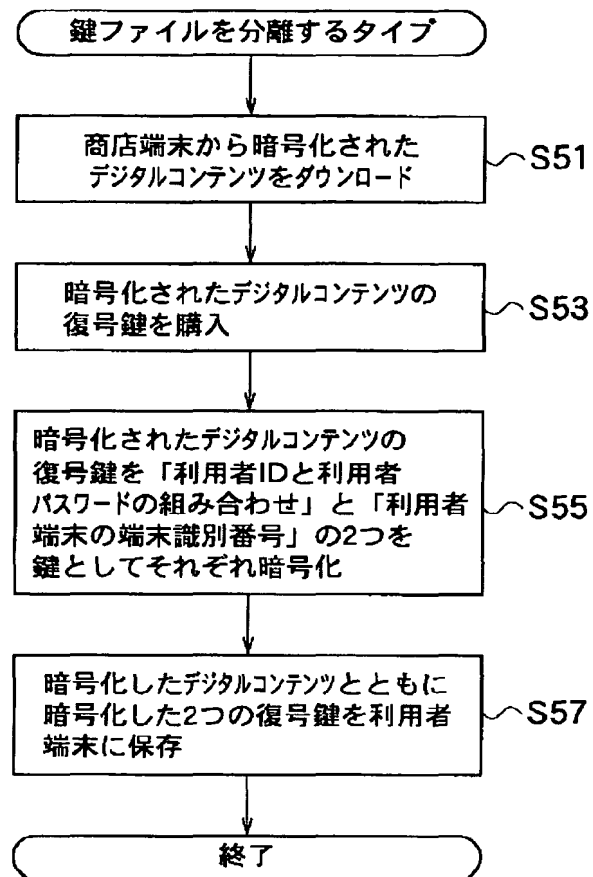 鍵ファイルを分離するタイプ
商店端末から暗号化された
デジタルコンテンツをダウンロード
S51
暗号化されたデジタルコンテンツの
復号鍵を購入
S53
暗号化されたデジタルコンテンツの
復号鍵を「利用者IDと利用者
パスワードの組み合わせ」と「利用者
端末の端末識別番号」の2つを
鍵としてそれぞれ暗号化
S55
暗号化したデジタルコンテンツとともに
暗号化した2つの復号鍵を利用者
端末に保存
S57
終了